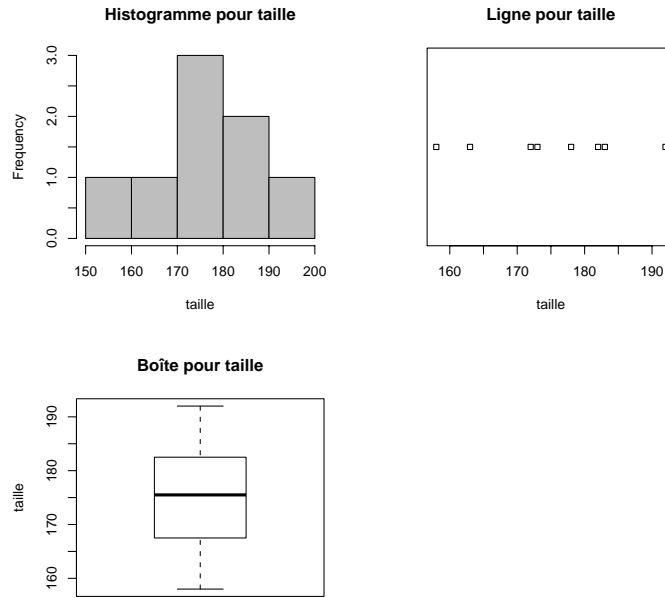 Histogramme pour taille
Frequency
0.0 1.0 2.0 3.0
150 160 170 180 190 200
taille
Ligne pour taille
160 170 180 190
taille
Boîte pour taille
taille
160 170 180 190